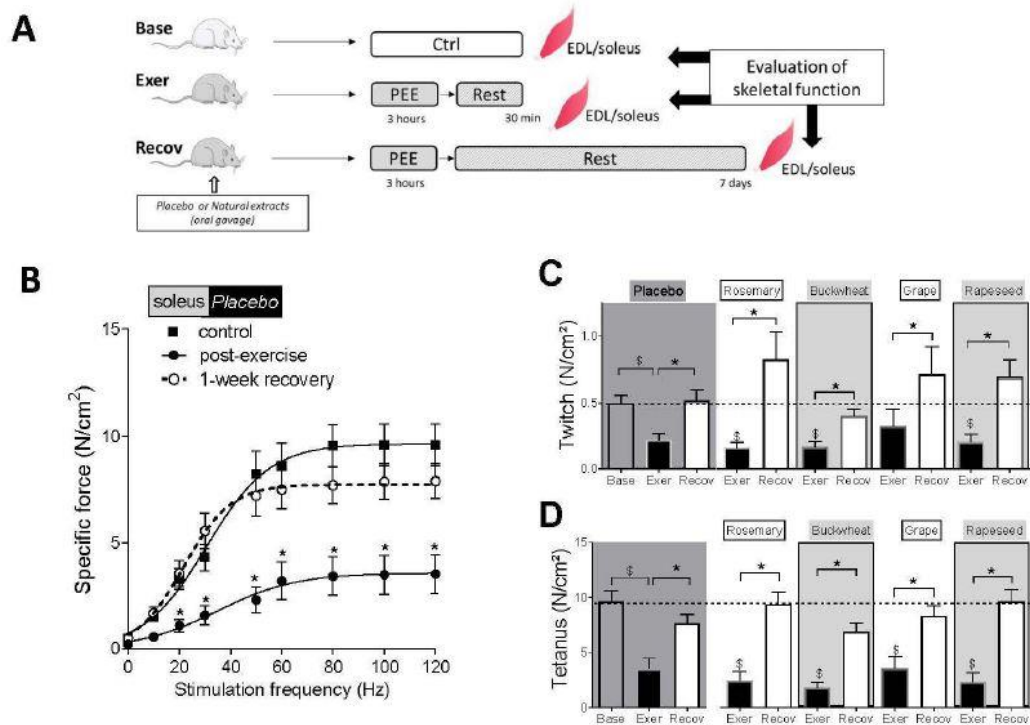 A
Base
Ctrl
EDL/soleus
Evaluation of
skeletal function
Exer
PEE
Rest
3 hours
30 min
EDL/soleus
Recov
PEE
Rest
3 hours
7 days
EDL/soleus
Placebo or Natural extracts
(oral gavage)
B
soleus Placebo
control
post-exercise
1-week recovery
Specific force (N/cm²)
15
10
5
0
* * * * * * *
0 20 40 60 80 100 120
Stimulation frequency (Hz)
C
Placebo Rosemary Buckwheat Grape Rapeseed
Twitch (N/cm²)
1.0
0.5
0.0
$ * * * * *
$ $ $
Base Exer Recov Exer Recov Exer Recov Exer Recov Exer Recov
D
Rosemary Buckwheat Grape Rapeseed
Tetanus (N/cm²)
15
10
5
0
$ * * * * *
$ $ $ $
Base Exer Recov Exer Recov Exer Recov Exer Recov Exer Recov